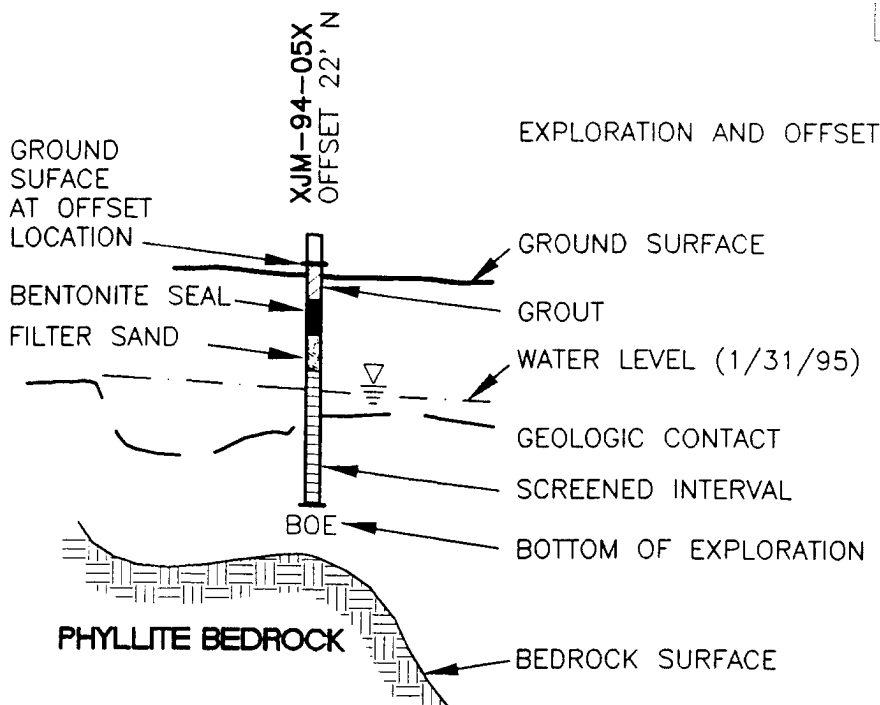 XJM-94-05X
OFFSET 22' N
EXPLORATION AND OFFSET
GROUND
SUFACE
AT OFFSET
LOCATION
GROUND SURFACE
BENTONITE SEAL
GROUT
FILTER SAND
WATER LEVEL (1/31/95)
GEOLOGIC CONTACT
SCREENED INTERVAL
BOE
BOTTOM OF EXPLORATION
PHYLLITE BEDROCK
BEDROCK SURFACE